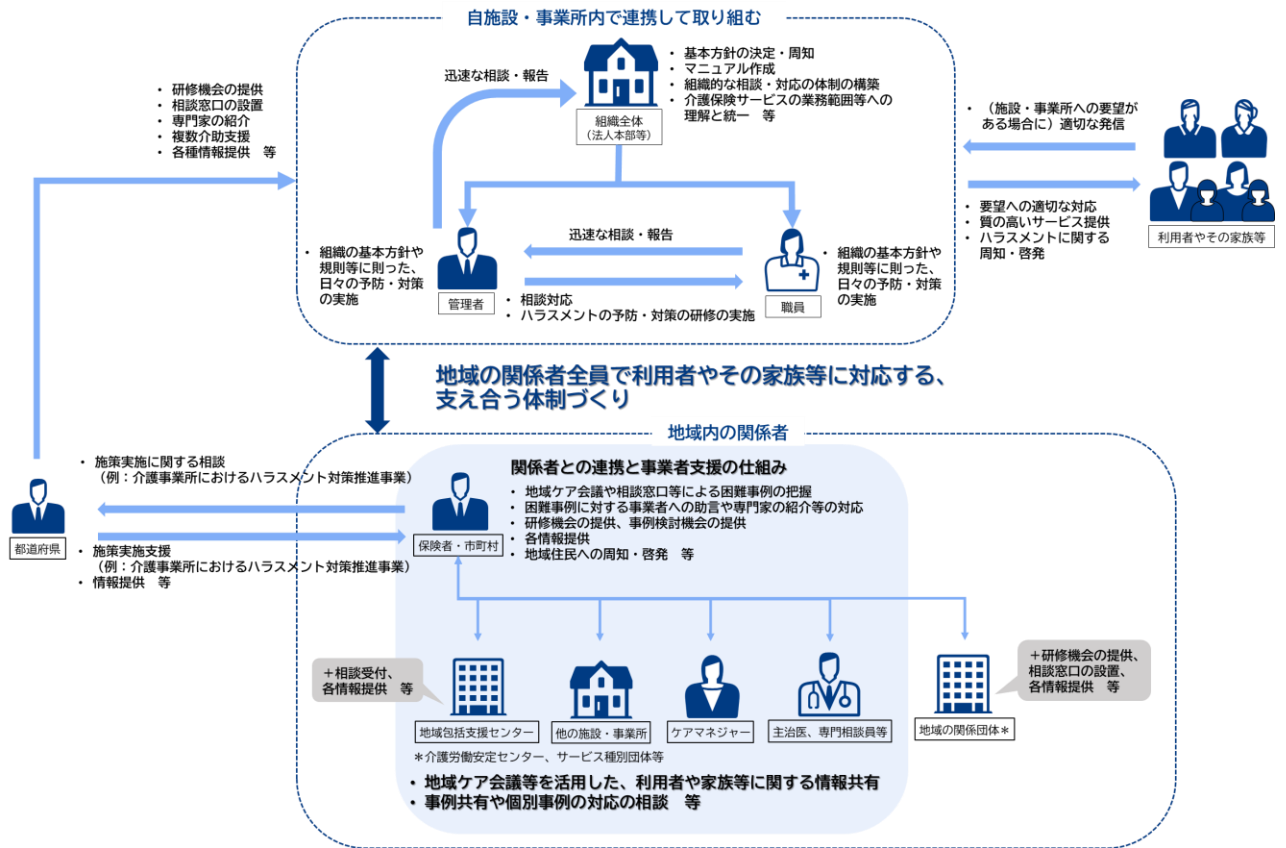 自施設・事業所内で連携して取り組む
・ 基本方針の決定・周知
・ マニュアル作成
・ 組織的な相談・対応の体制の構築
・ 介護保険サービスの業務範囲等への
理解と統一　等
組織全体
（法人本部等）
迅速な相談・報告
・ 研修機会の提供
・ 相談窓口の設置
・ 専門家の紹介
・ 複数介助支援
・ 各種情報提供　等
・ （施設・事業所への要望が
ある場合に）適切な発信
・ 要望への適切な対応
・ 質の高いサービス提供
・ ハラスメントに関する
周知・啓発
利用者やその家族等
・ 組織の基本方針や
規則等に則った、
日々の予防・対策
の実施
管理者
迅速な相談・報告
・ 相談対応
・ ハラスメントの予防・対策の研修の実施
職員
・ 組織の基本方針や
規則等に則った、
日々の予防・対策
の実施
地域の関係者全員で利用者やその家族等に対応する、
支え合う体制づくり
地域内の関係者
・ 施策実施に関する相談
（例：介護事業所におけるハラスメント対策推進事業）
都道府県
・ 施策実施支援
（例：介護事業所におけるハラスメント対策推進事業）
・ 情報提供　等
保険者・市町村
関係者との連携と事業者支援の仕組み
・ 地域ケア会議や相談窓口等による困難事例の把握
・ 困難事例に対する事業者への助言や専門家の紹介等の対応
・ 研修機会の提供、事例検討機会の提供
・ 各情報提供
・ 地域住民への周知・啓発　等
＋相談受付、
各情報提供　等
＋研修機会の提供、
相談窓口の設置、
各情報提供　等
地域包括支援センター
他の施設・事業所
ケアマネジャー
主治医、専門相談員等
地域の関係団体＊
＊介護労働安定センター、サービス種別団体等
・ 地域ケア会議等を活用した、利用者や家族等に関する情報共有
・ 事例共有や個別事例の対応の相談　等